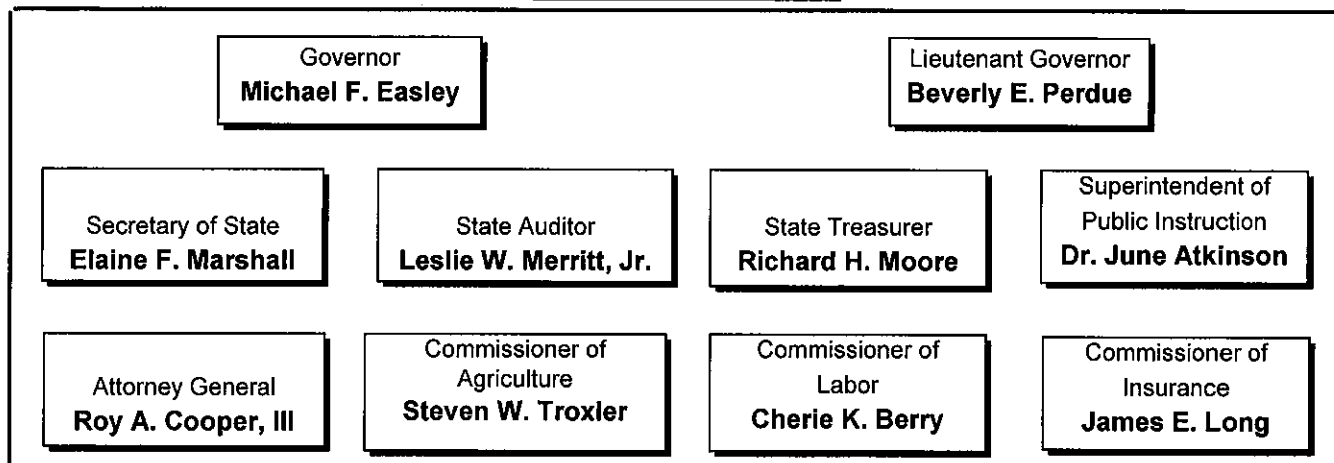 Governor
Michael F. Easley
Lieutenant Governor
Beverly E. Perdue
Secretary of State
Elaine F. Marshall
State Auditor
Leslie W. Merritt, Jr.
State Treasurer
Richard H. Moore
Superintendent of
Public Instruction
Dr. June Atkinson
Attorney General
Roy A. Cooper, III
Commissioner of
Agriculture
Steven W. Troxler
Commissioner of
Labor
Cherie K. Berry
Commissioner of
Insurance
James E. Long